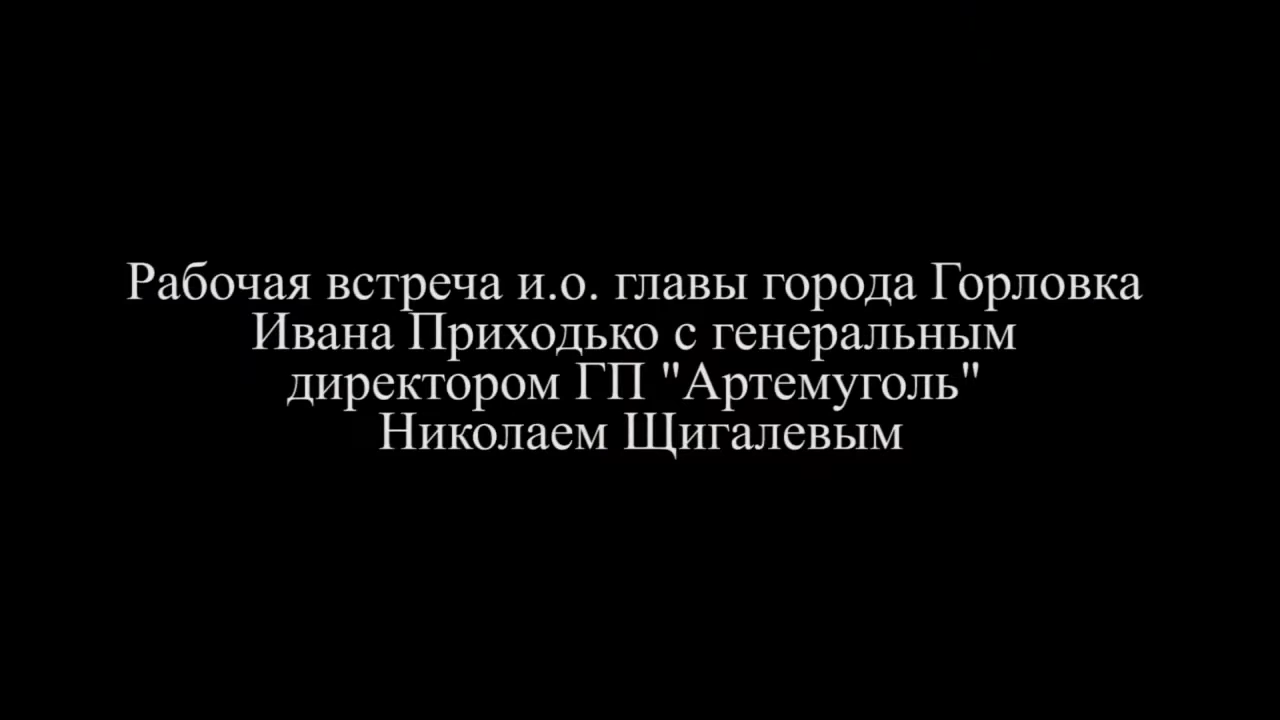 Рабочая встреча и.о. главы города Горловка
Ивана Приходько с генеральным
директором ГП "Артемуголь"
Николаем Щигалевым